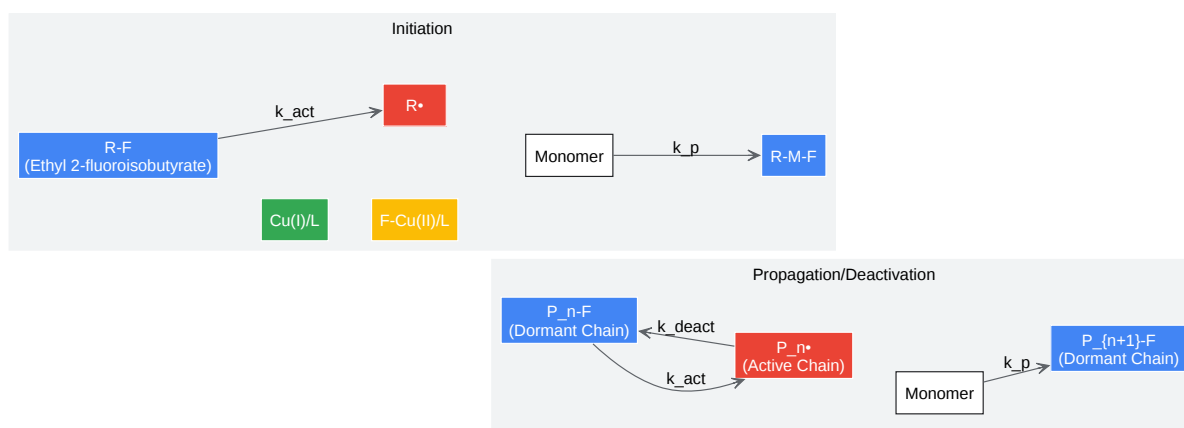 Initiation
R•
k_act
R-F
(Ethyl 2-fluoroisobutyrate)
Monomer
k_p
R-M-F
Cu(I)/L
F-Cu(II)/L
Propagation/Deactivation
P_n-F
(Dormant Chain)
k_deact
P_n•
(Active Chain)
k_act
Monomer
k_p
P_{n+1}-F
(Dormant Chain)